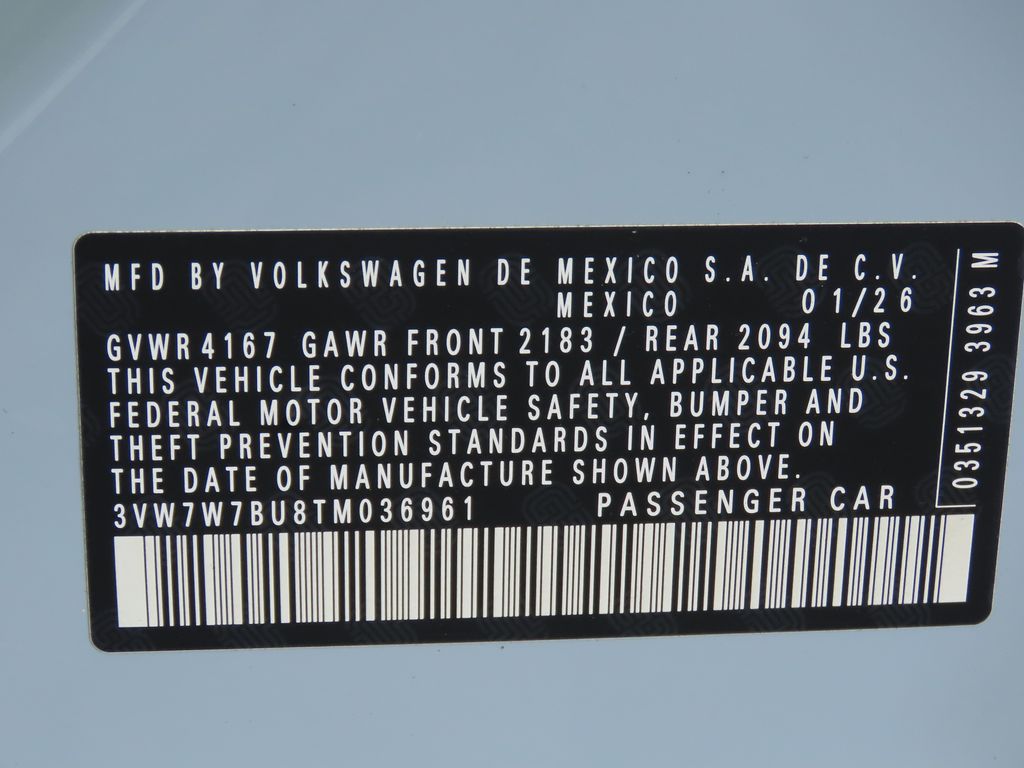 MFD BY VOLKSWAGEN DE MEXICO S.A. DE C.V.
MEXICO 01/26
GVWR 4167 GAWR FRONT 2183 / REAR 2094 LBS
THIS VEHICLE CONFORMS TO ALL APPLICABLE U.S.
FEDERAL MOTOR VEHICLE SAFETY, BUMPER AND
THEFT PREVENTION STANDARDS IN EFFECT ON
THE DATE OF MANUFACTURE SHOWN ABOVE.
3VW7W7BU8TM036961 PASSENGER CAR
0351329 3963 M